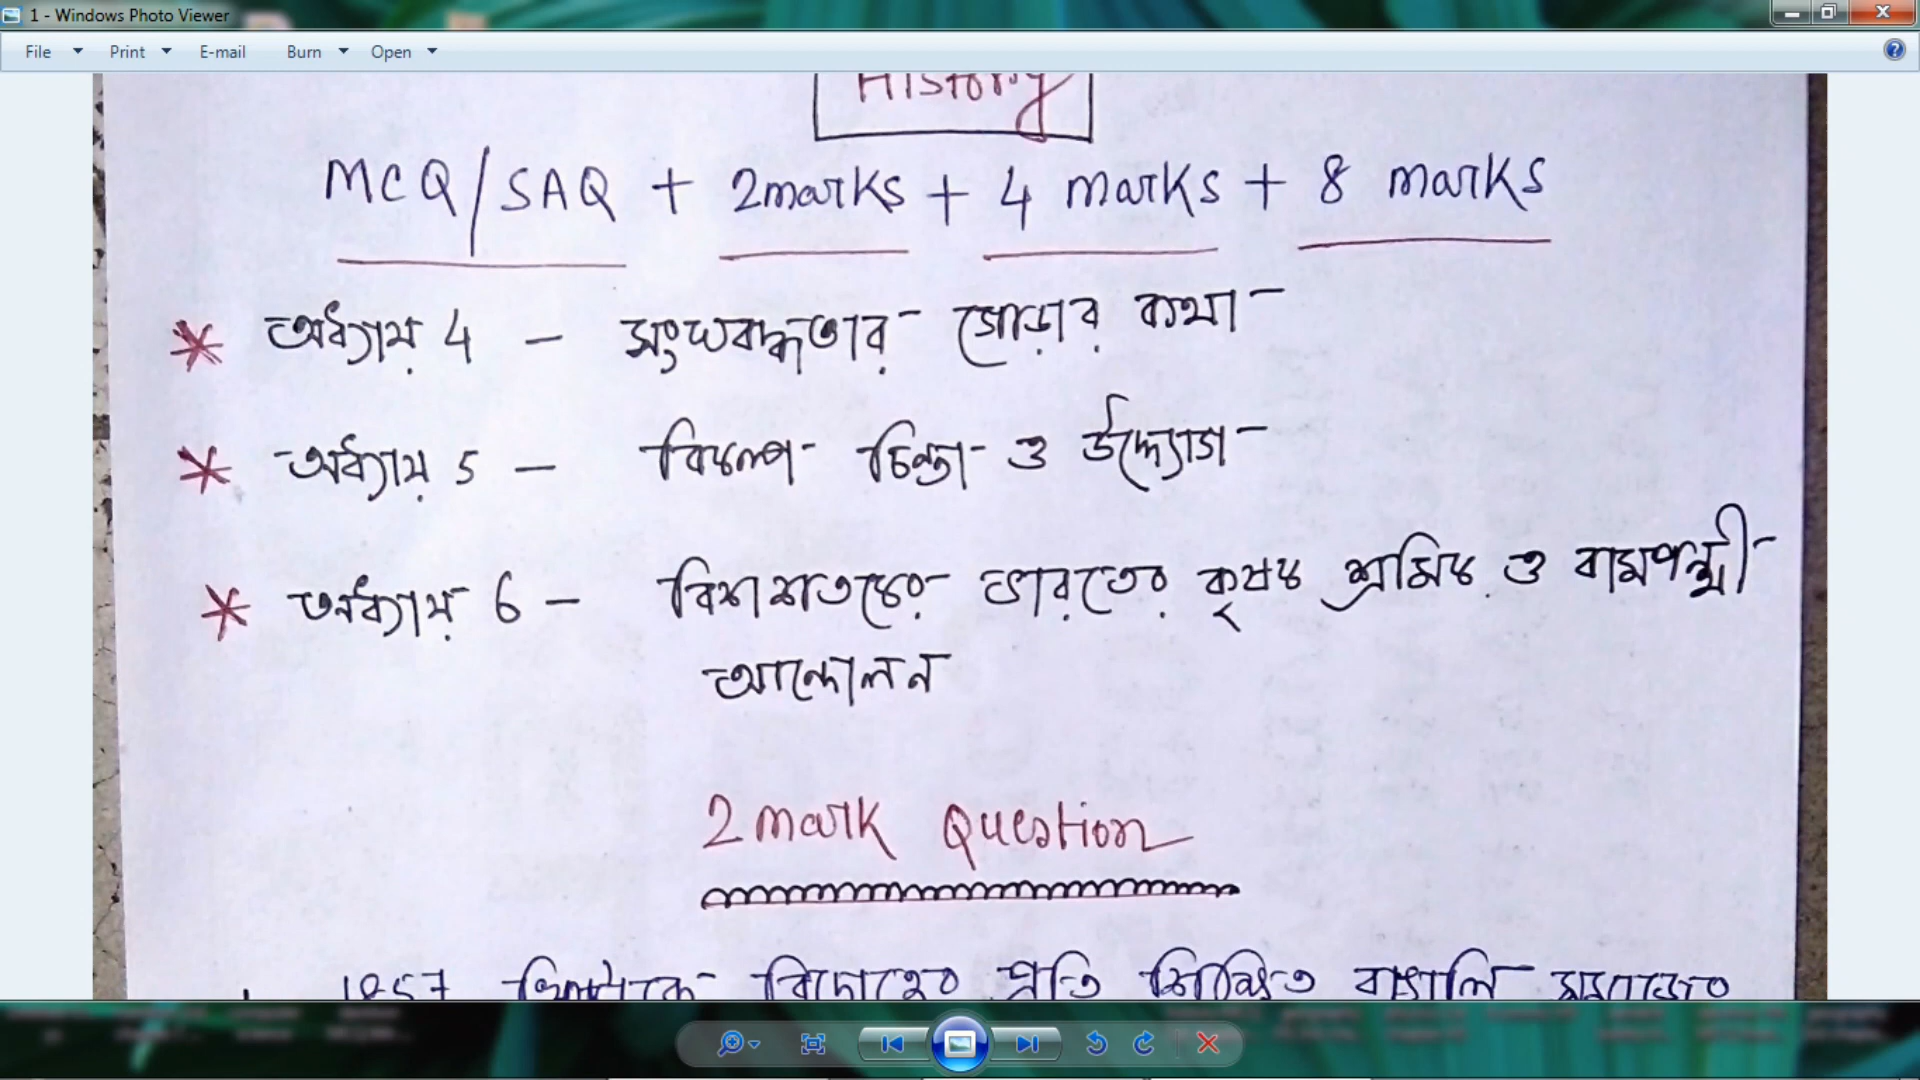 1 - Windows Photo Viewer
File Print E-mail Burn Open
History
MCQ/SAQ + 2marks + 4 marks + 8 marks
* অধ্যায় 4 – সংঘবদ্ধতার গোড়ার কথা
* অধ্যায় 5 – বিকল্প চিন্তা ও উদ্যোগ
* অধ্যায় 6 – বিশ শতকের ভারতের কৃষক শ্রমিক ও বামপন্থী
আন্দোলন
2 mark Question
1857 বিদ্রোহের প্রতি শিক্ষিত বাঙালি সমাজের